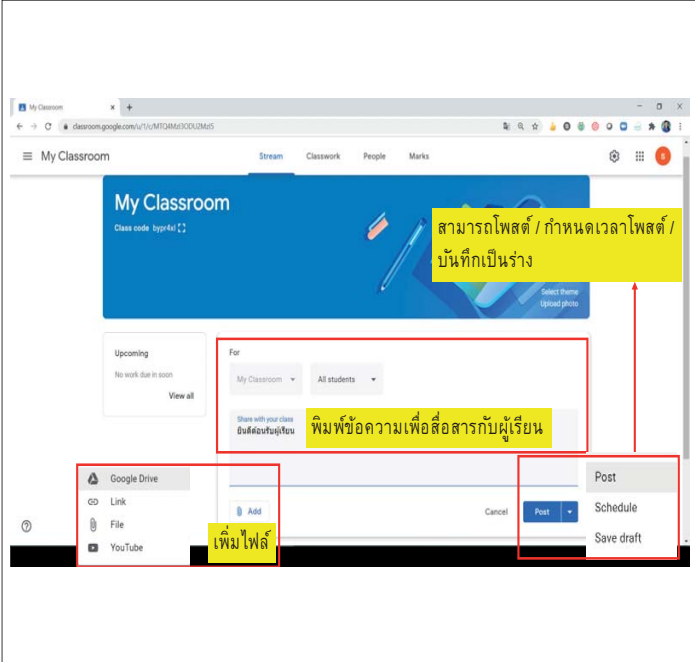 My Classroom
classroom.google.com/u/1/c/MTQ4MzI3ODU2MzI5
My Classroom
Stream Classwork People Marks
S
My Classroom
Class code bypr4xl
สามารถโพสต์ / กำหนดเวลาโพสต์ /
บันทึกเป็นร่าง
Select theme
Upload photo
Upcoming
No work due in soon
View all
For
My Classroom All students
Share with your class
ยินดีต่อนรับผู้เรียน
พิมพ์ข้อความเพื่อสื่อสารกับผู้เรียน
Google Drive
Link
File
YouTube
เพิ่มไฟล์
Add
Cancel
Post
Post
Schedule
Save draft